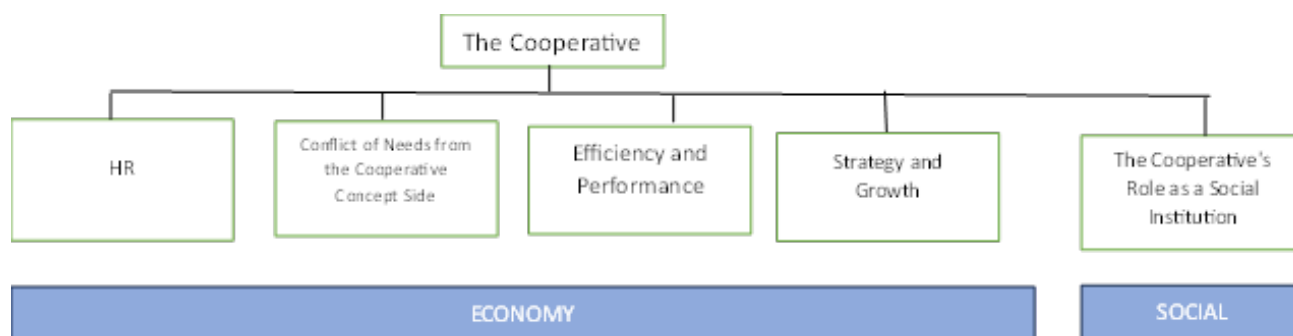 The Cooperative
HR
Conflict of Needs from
the Cooperative
Concept Side
Efficiency and
Performance
Strategy and
Growth
The Cooperative's
Role as a Social
Institution
ECONOMY
SOCIAL